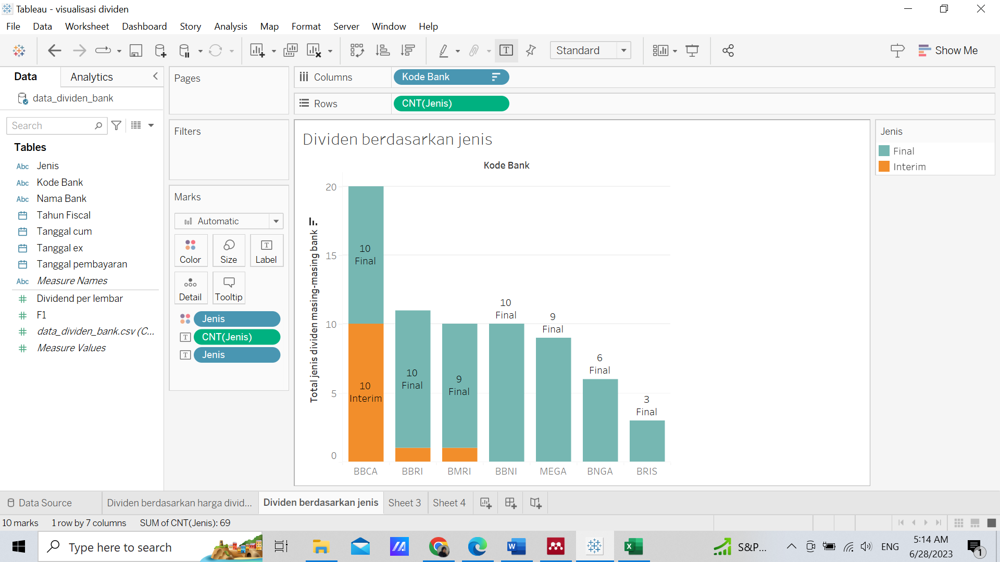 Tableau - visualisasi dividen
File Data Worksheet Dashboard Story Analysis Map Format Server Window Help
Standard
Show Me
Data
Analytics
data_dividen_bank
Search
Tables
Abc Jenis
Abc Kode Bank
Abc Nama Bank
Tahun Fiscal
Tanggal cum
Tanggal ex
Tanggal pembayaran
Abc Measure Names
Dividend per lembar
F1
data_dividen_bank.csv (C...
Measure Values
Pages
Filters
Marks
Automatic
Color
Size
Label
Detail
Tooltip
Jenis
CNT(Jenis)
Jenis
Columns
Kode Bank
Rows
CNT(Jenis)
Dividen berdasarkan jenis
Kode Bank
Total jenis dividen masing-masing bank
20
15
10
5
0
10
Final
10
Interim
10
Final
9
Final
10
Final
9
Final
6
Final
3
Final
BBCA BBRI BMRI BBNI MEGA BNGA BRIS
Jenis
Final
Interim
Data Source
Dividen berdasarkan harga divid...
Dividen berdasarkan jenis
Sheet 3
Sheet 4
10 marks
1 row by 7 columns
SUM of CNT(Jenis): 69
Type here to search
S&P...
ENG
5:14 AM
6/28/2023
1